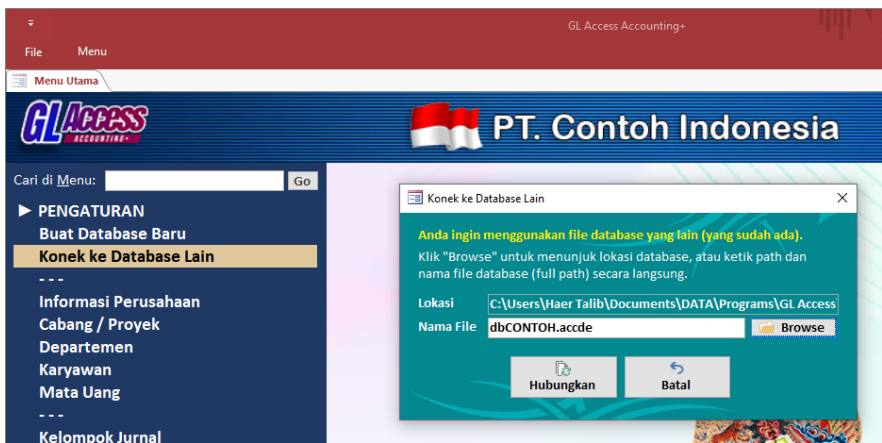 GL Access Accounting+
File Menu
Menu Utama
GL Access
ACCOUNTING+
PT. Contoh Indonesia
Cari di Menu: Go
PENGATURAN
Buat Database Baru
Konek ke Database Lain
- - -
Informasi Perusahaan
Cabang / Proyek
Departemen
Karyawan
Mata Uang
- - -
Kelompok Jurnal
Konek ke Database Lain
Anda ingin menggunakan file database yang lain (yang sudah ada).
Klik "Browse" untuk menunjuk lokasi database, atau ketik path dan
nama file database (full path) secara langsung.
Lokasi C:\Users\Haer Talib\Documents\DATA\Programs\GL Access
Nama File dbCONTOH.accde Browse
Hubungkan Batal